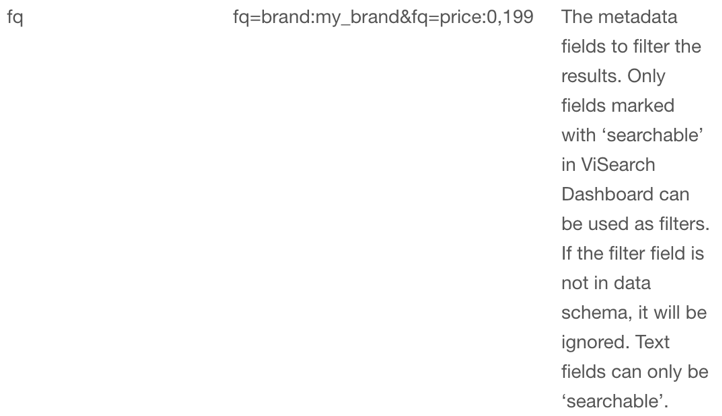 fq fq=brand:my_brand&fq=price:0,199 The metadata
fields to filter the
results. Only
fields marked
with ‘searchable’
in ViSearch
Dashboard can
be used as filters.
If the filter field is
not in data
schema, it will be
ignored. Text
fields can only be
‘searchable’.